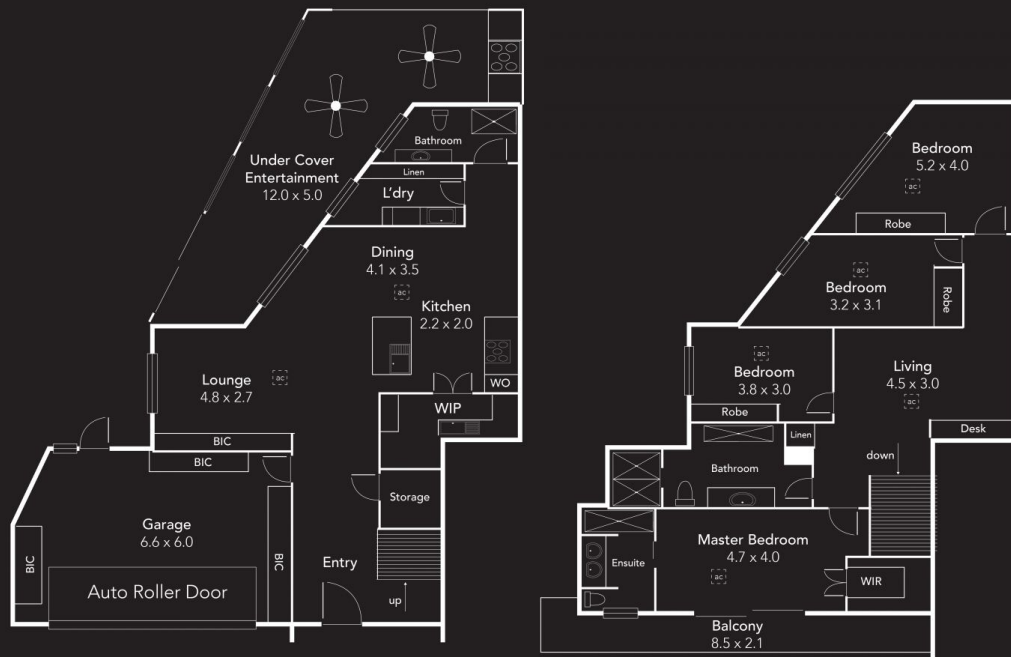 Under Cover
Entertainment
12.0 x 5.0
Bathroom
Linen
L'dry
Dining
4.1 x 3.5
ac
Kitchen
2.2 x 2.0
Lounge
4.8 x 2.7
ac
WO
WIP
BIC
BIC
Storage
Garage
6.6 x 6.0
BIC
BIC
Entry
Auto Roller Door
up
Bedroom
5.2 x 4.0
ac
Robe
ac
Bedroom
3.2 x 3.1
Robe
ac
Bedroom
3.8 x 3.0
Robe
Living
4.5 x 3.0
ac
Desk
Linen
down
Bathroom
Master Bedroom
4.7 x 4.0
ac
Ensuite
WIR
Balcony
8.5 x 2.1